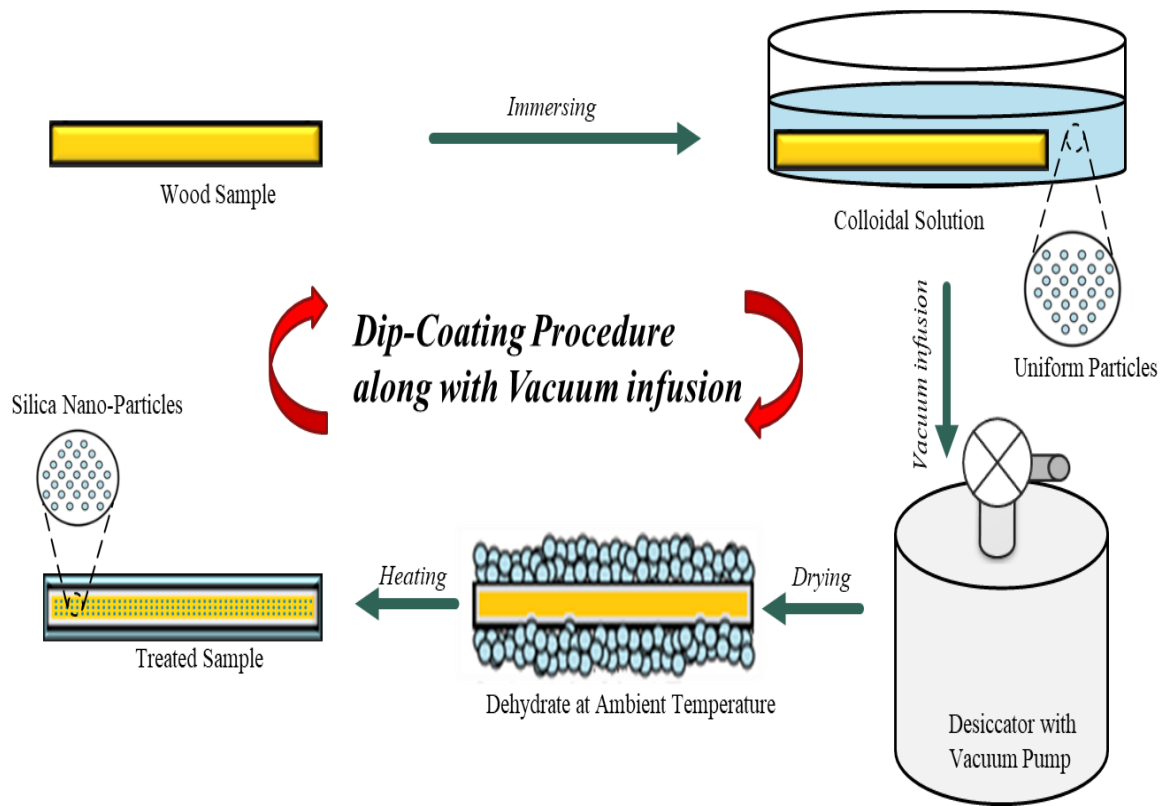 Immersing
Wood Sample
Colloidal Solution
Uniform Particles
Vacuum infusion
Dip-Coating Procedure
along with Vacuum infusion
Silica Nano-Particles
Heating
Drying
Treated Sample
Dehydrate at Ambient Temperature
Desiccator with
Vacuum Pump